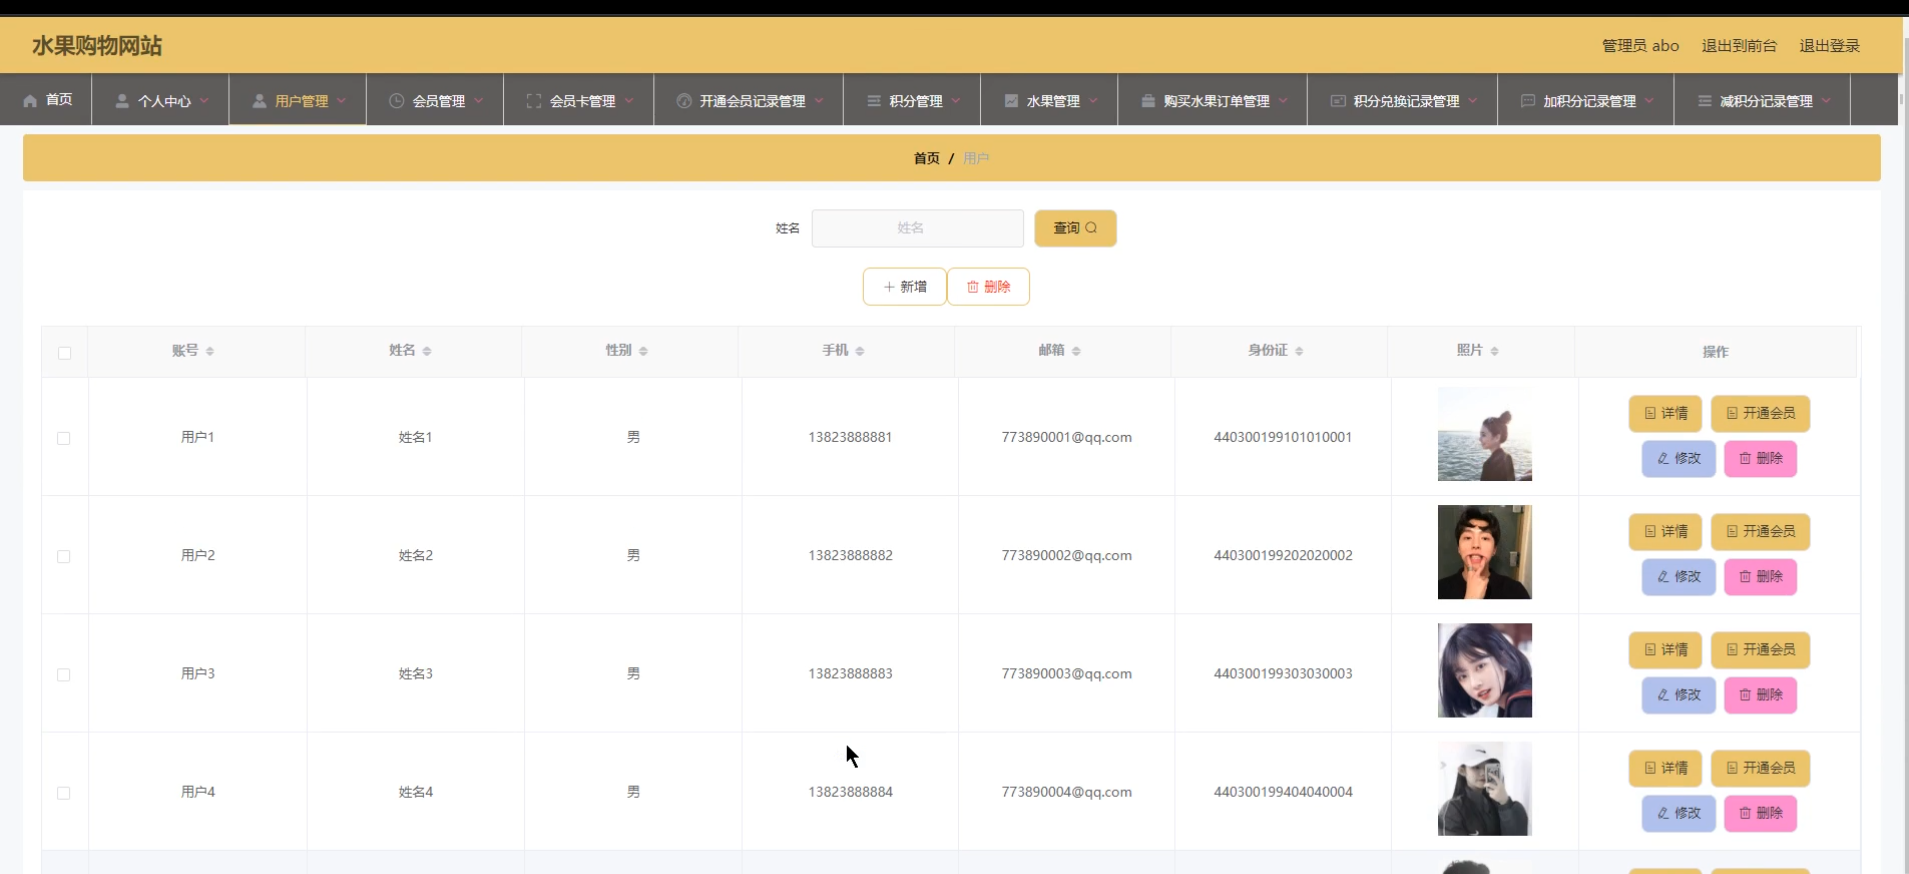 水果购物网站 管理员 abo 退出到前台 退出登录
首页 个人中心 用户管理 会员管理 会员卡管理 开通会员记录管理 积分管理 水果管理 购买水果订单管理 积分兑换记录管理 加积分记录管理 减积分记录管理
首页 / 用户
姓名 姓名 查询
新增 删除
账号 姓名 性别 手机 邮箱 身份证 照片 操作
用户1 姓名1 男 13823888881 773890001@qq.com 440300199101010001 详情 开通会员
修改 删除
用户2 姓名2 男 13823888882 773890002@qq.com 440300199202020002 详情 开通会员
修改 删除
用户3 姓名3 男 13823888883 773890003@qq.com 440300199303030003 详情 开通会员
修改 删除
用户4 姓名4 男 13823888884 773890004@qq.com 440300199404040004 详情 开通会员
修改 删除